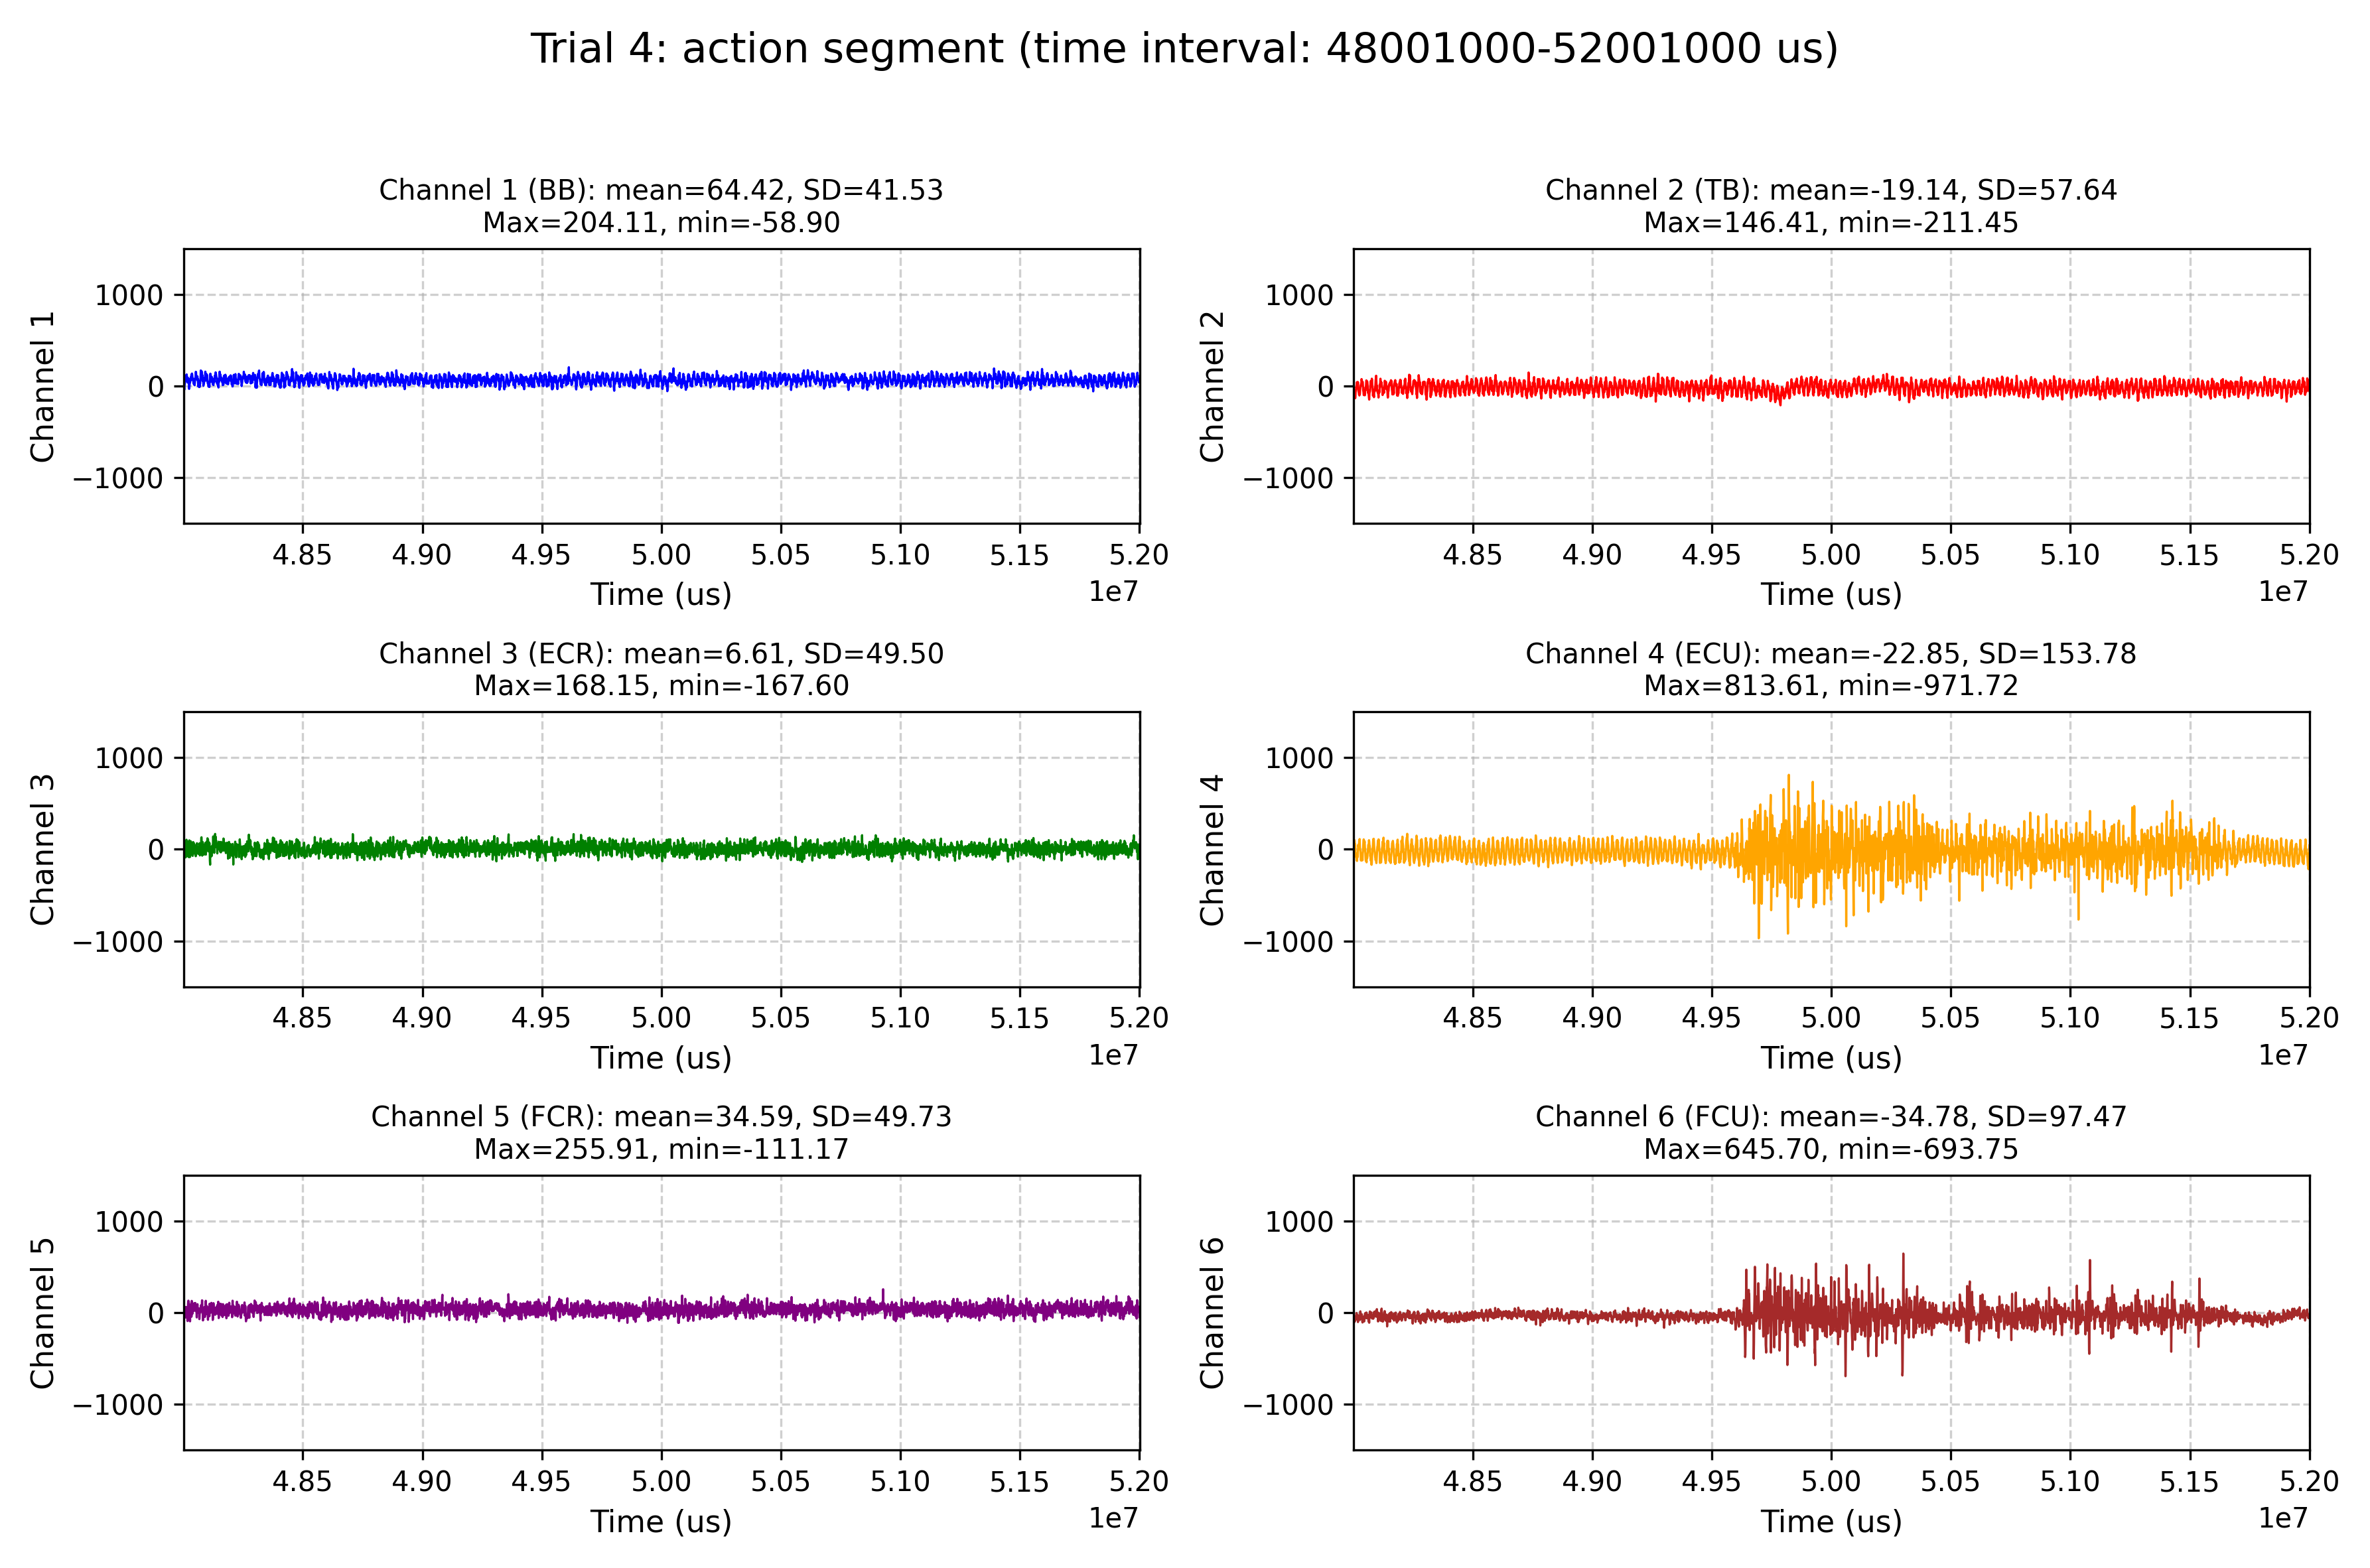 Trial 4: action segment (time interval: 48001000-52001000 us)
Channel 1 (BB): mean=64.42, SD=41.53
Max=204.11, min=-58.90
Channel 1
1000
0
−1000
4.85 4.90 4.95 5.00 5.05 5.10 5.15 5.20
Time (us)
1e7
Channel 2 (TB): mean=-19.14, SD=57.64
Max=146.41, min=-211.45
Channel 2
1000
0
−1000
4.85 4.90 4.95 5.00 5.05 5.10 5.15 5.20
Time (us)
1e7
Channel 3 (ECR): mean=6.61, SD=49.50
Max=168.15, min=-167.60
Channel 3
1000
0
−1000
4.85 4.90 4.95 5.00 5.05 5.10 5.15 5.20
Time (us)
1e7
Channel 4 (ECU): mean=-22.85, SD=153.78
Max=813.61, min=-971.72
Channel 4
1000
0
−1000
4.85 4.90 4.95 5.00 5.05 5.10 5.15 5.20
Time (us)
1e7
Channel 5 (FCR): mean=34.59, SD=49.73
Max=255.91, min=-111.17
Channel 5
1000
0
−1000
4.85 4.90 4.95 5.00 5.05 5.10 5.15 5.20
Time (us)
1e7
Channel 6 (FCU): mean=-34.78, SD=97.47
Max=645.70, min=-693.75
Channel 6
1000
0
−1000
4.85 4.90 4.95 5.00 5.05 5.10 5.15 5.20
Time (us)
1e7